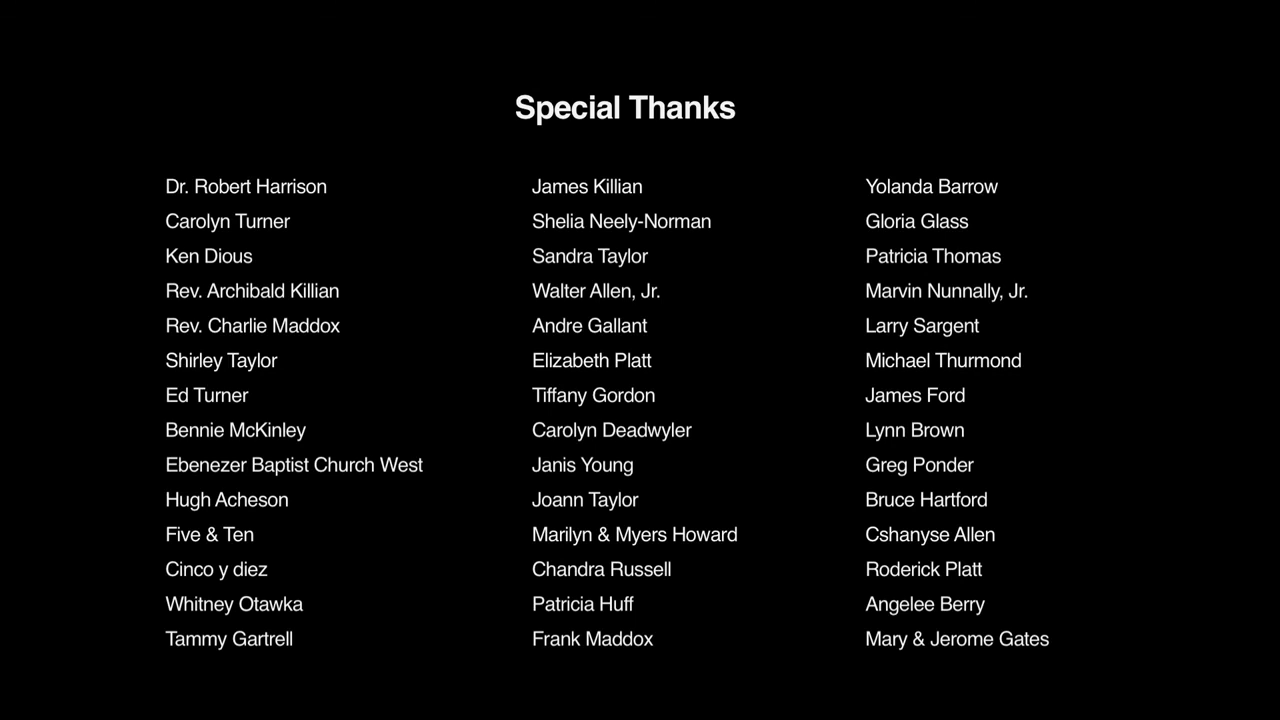 Special Thanks
Dr. Robert Harrison
Carolyn Turner
Ken Dious
Rev. Archibald Killian
Rev. Charlie Maddox
Shirley Taylor
Ed Turner
Bennie McKinley
Ebenezer Baptist Church West
Hugh Acheson
Five & Ten
Cinco y diez
Whitney Otawka
Tammy Gartrell
James Killian
Shelia Neely-Norman
Sandra Taylor
Walter Allen, Jr.
Andre Gallant
Elizabeth Platt
Tiffany Gordon
Carolyn Deadwyler
Janis Young
Joann Taylor
Marilyn & Myers Howard
Chandra Russell
Patricia Huff
Frank Maddox
Yolanda Barrow
Gloria Glass
Patricia Thomas
Marvin Nunnally, Jr.
Larry Sargent
Michael Thurmond
James Ford
Lynn Brown
Greg Ponder
Bruce Hartford
Cshanyse Allen
Roderick Platt
Angelee Berry
Mary & Jerome Gates